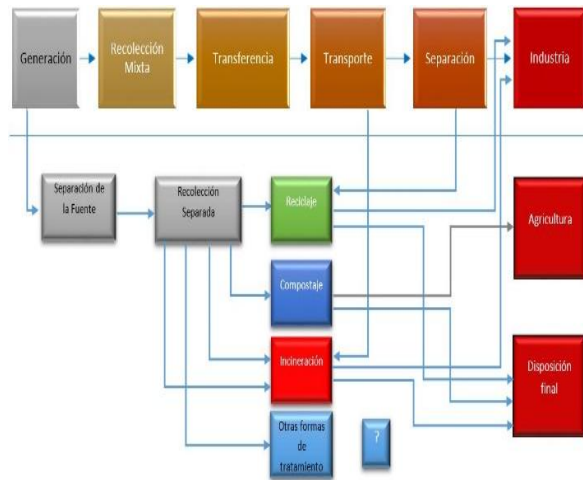 Generación
Recolección
Mixta
Transferencia
Transporte
Separación
Industria
Separación de
la Fuente
Recolección
Separada
Reciclaje
Agricultura
Compostaje
Incineración
Disposición
final
Otras formas
de
tratamiento
?